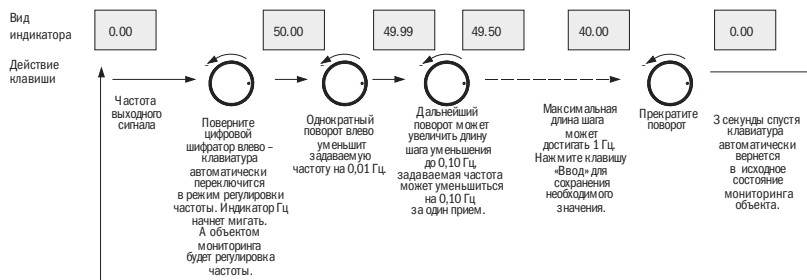 Вид
индикатора
0.00
50.00
49.99
49.50
40.00
0.00
Действие
клавиши
Частота
выходного
сигнала
Поверните
цифровой
шифратор влево –
клавиатура
автоматически
переключится
в режим регулировки
частоты. Индикатор Гц
начнет мигать.
А объектом
мониторинга
будет регулировка
частоты.
Однократный
поворот влево
уменьшит
задаваемую
частоту на 0,01 Гц.
Дальнейший
поворот может
увеличить длину
шага уменьшения
до 0,10 Гц,
задаваемая частота
может уменьшиться
на 0,10 Гц
за один прием.
Максимальная
длина шага
может
достигать 1 Гц.
Нажмите клавишу
«Ввод» для
сохранения
необходимого
значения.
Прекратите
поворот
3 секунды спустя
клавиатура
автоматически
вернется
в исходное
состояние
мониторинга
объекта.